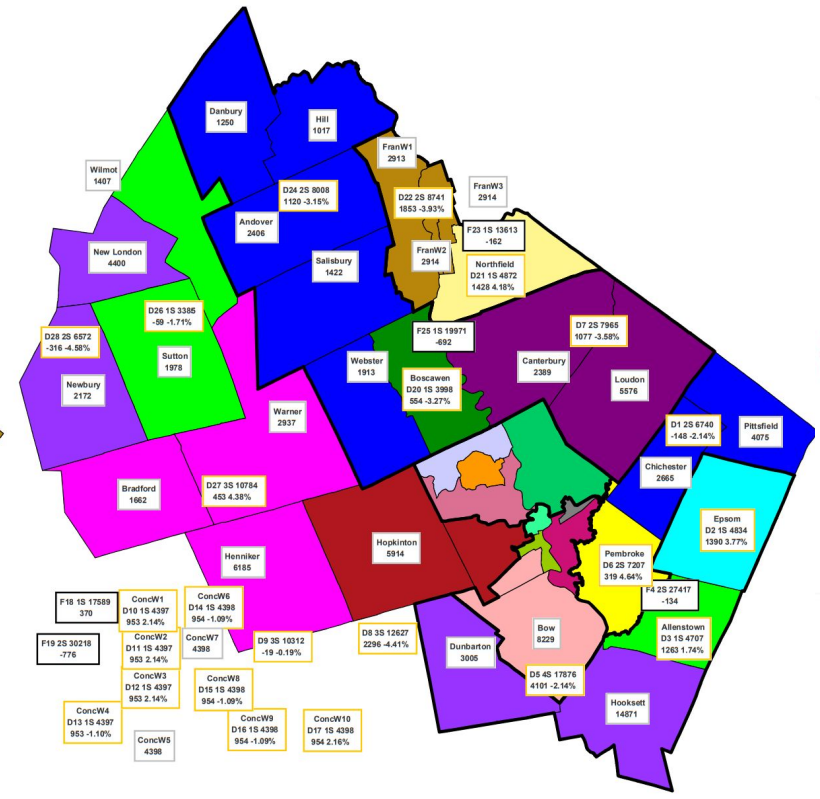 Danbury
1250
Hill
1017
FranW1
2913
Wilmot
1407
D24 2S 8008
1120 -3.15%
D22 2S 8741
1853 -3.93%
FranW3
2914
Andover
2406
F23 1S 13613
-162
New London
4400
FranW2
2914
Salisbury
1422
Northfield
D21 1S 4872
1428 4.18%
D26 1S 3385
-59 -1.71%
D28 2S 6572
-316 -4.58%
F25 1S 19971
-692
D7 2S 7965
1077 -3.58%
Sutton
1978
Webster
1913
Canterbury
2389
Boscawen
D20 1S 3998
554 -3.27%
Loudon
5576
Newbury
2172
Warner
2937
D1 2S 6740
-148 -2.14%
Pittsfield
4075
Chichester
2665
Bradford
1662
D27 3S 10784
453 4.38%
Epsom
D2 1S 4834
1390 3.77%
Hopkinton
5914
Henniker
6185
Pembroke
D6 2S 7207
319 4.64%
F4 2S 27417
-134
F18 1S 17589
370
ConcW1
D10 1S 4397
953 2.14%
ConcW6
D14 1S 4398
954 -1.09%
Allenstown
D3 1S 4707
1263 1.74%
F19 2S 30218
-776
ConcW2
D11 1S 4397
953 2.14%
ConcW7
4398
D9 3S 10312
-19 -0.19%
D8 3S 12627
2296 -4.41%
Dunbarton
3005
Bow
8229
ConcW3
D12 1S 4397
953 2.14%
ConcW8
D15 1S 4398
954 -1.09%
D5 4S 17876
4101 -2.14%
Hooksett
14871
ConcW4
D13 1S 4397
953 -1.10%
ConcW9
D16 1S 4398
954 -1.09%
ConcW10
D17 1S 4398
954 2.16%
ConcW5
4398